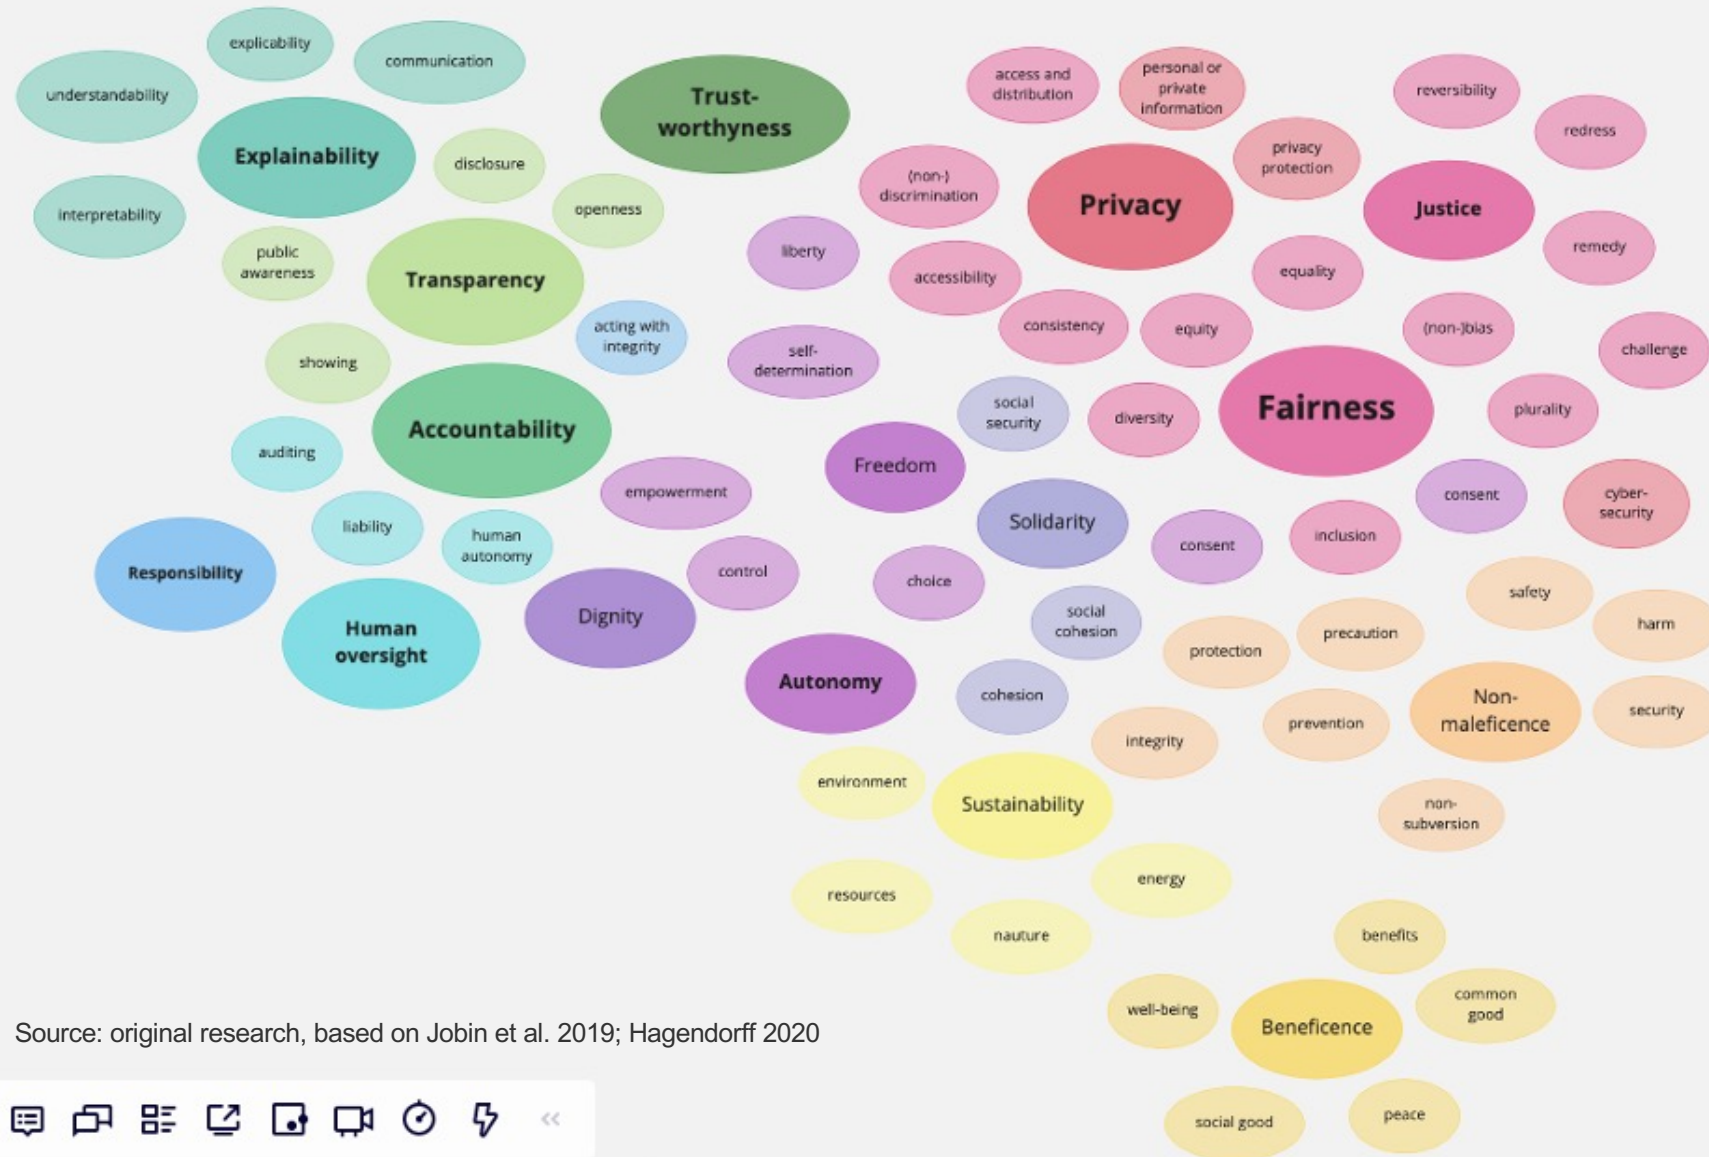 explicability
communication
understandability
Explainability
interpretability
disclosure
openness
public
awareness
Transparency
showing
acting with
integrity
Accountability
auditing
liability
human
autonomy
Responsibility
Human
oversight
Trust-
worthyness
empowerment
control
Dignity
liberty
self-
determination
Freedom
choice
Autonomy
access and
distribution
personal or
private
information
privacy
protection
(non-)
discrimination
Privacy
accessibility
consistency
equity
equality
reversibility
redress
Justice
remedy
(non-)bias
challenge
Fairness
plurality
diversity
social
security
Solidarity
consent
inclusion
consent
cyber-
security
social
cohesion
cohesion
protection
precaution
safety
harm
integrity
prevention
Non-
maleficence
security
non-
subversion
environment
Sustainability
resources
nauture
energy
benefits
well-being
Beneficence
common
good
social good
peace
Source: original research, based on Jobin et al. 2019; Hagendorff 2020